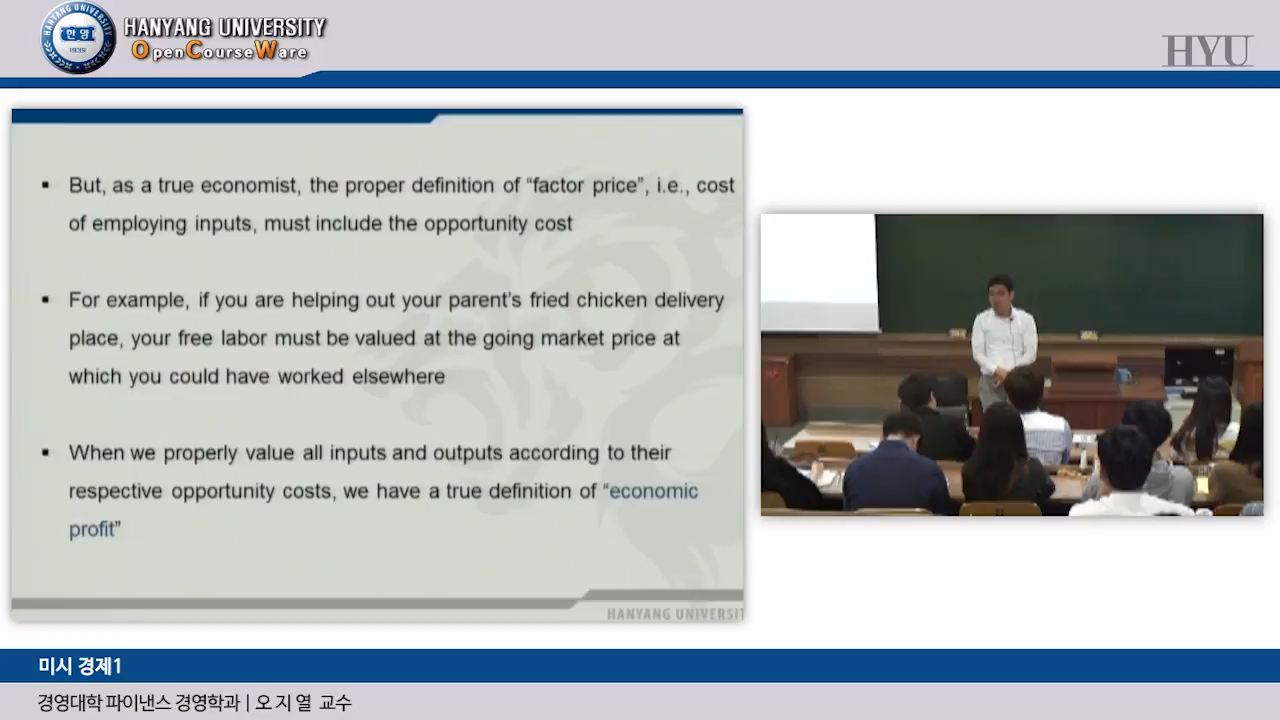 HANYANG UNIVERSITY
OpenCourseWare
한양
1939
HYU
▪ But, as a true economist, the proper definition of “factor price”, i.e., cost
of employing inputs, must include the opportunity cost
▪ For example, if you are helping out your parent’s fried chicken delivery
place, your free labor must be valued at the going market price at
which you could have worked elsewhere
▪ When we properly value all inputs and outputs according to their
respective opportunity costs, we have a true definition of “economic
profit”
HANYANG UNIVERSIT
미시 경제1
경영대학 파이낸스 경영학과 | 오 지 열 교수